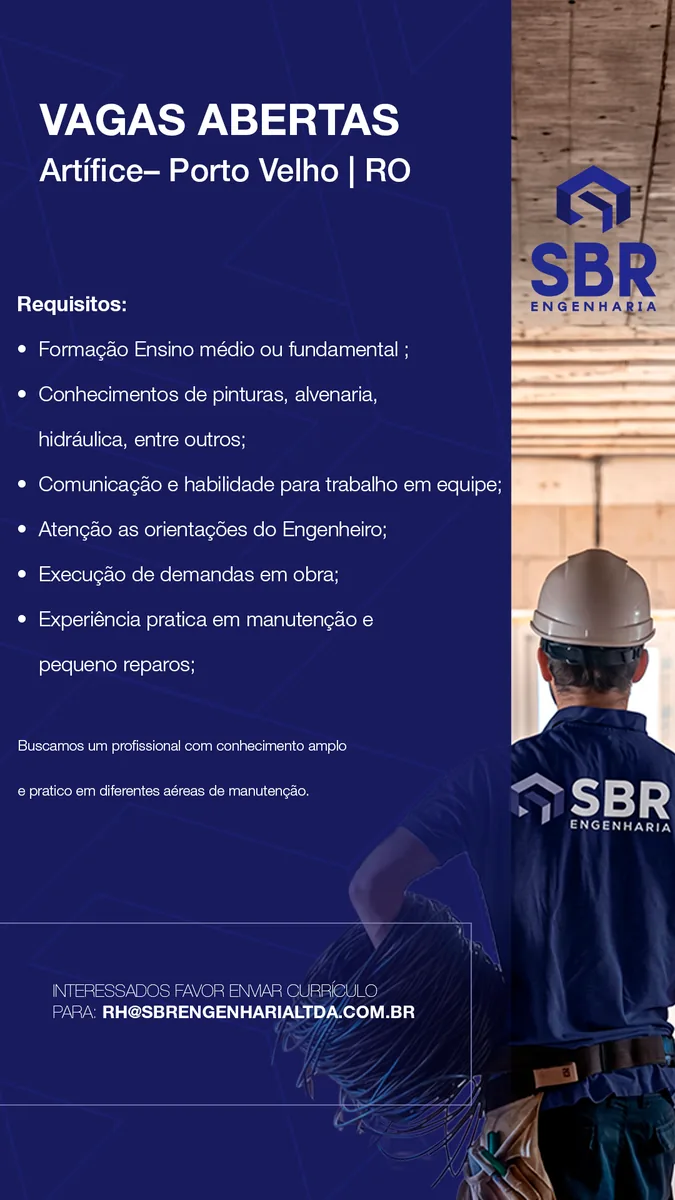 VAGAS ABERTAS
Artífice– Porto Velho | RO
SBR
ENGENHARIA
Requisitos:
• Formação Ensino médio ou fundamental ;
• Conhecimentos de pinturas, alvenaria,
hidráulica, entre outros;
• Comunicação e habilidade para trabalho em equipe;
• Atenção as orientações do Engenheiro;
• Execução de demandas em obra;
• Experiência pratica em manutenção e
pequeno reparos;
Buscamos um profissional com conhecimento amplo
e pratico em diferentes aéreas de manutenção.
SBR
ENGENHARIA
INTERESSADOS FAVOR ENVIAR CURRÍCULO
PARA: RH@SBRENGENHARIALTDA.COM.BR